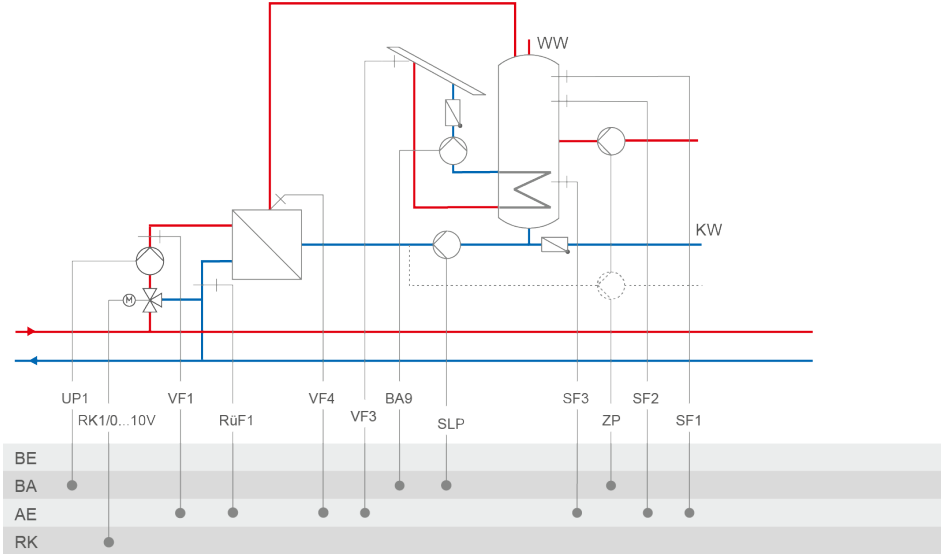 WW
KW
M
UP1 VF1 VF4 BA9 SF3 SF2
RK1/0...10V RüF1 VF3 SLP ZP SF1
BE
BA
AE
RK